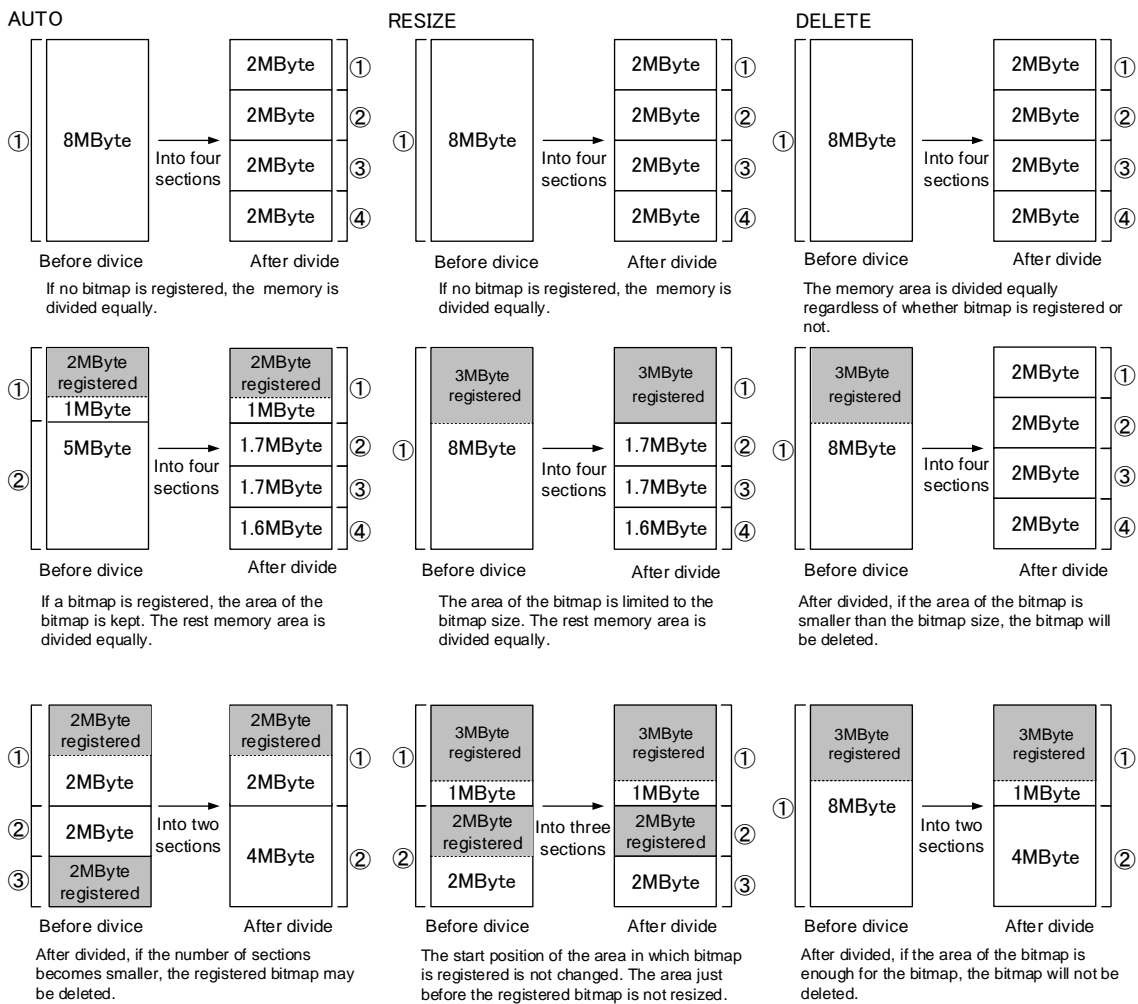 AUTO
①
8MByte
Into four
sections
2MByte
2MByte
2MByte
2MByte
①
②
③
④
Before divice
After divide
If no bitmap is registered, the memory is
divided equally.
RESIZE
①
8MByte
Into four
sections
2MByte
2MByte
2MByte
2MByte
①
②
③
④
Before divice
After divide
If no bitmap is registered, the memory is
divided equally.
DELETE
①
8MByte
Into four
sections
2MByte
2MByte
2MByte
2MByte
①
②
③
④
Before divice
After divide
The memory area is divided equally
regardless of whether bitmap is registered or
not.
①
②
2MByte
registered
1MByte
5MByte
Into four
sections
2MByte
registered
1MByte
1.7MByte
1.7MByte
1.6MByte
①
②
③
④
Before divice
After divide
If a bitmap is registered, the area of the
bitmap is kept. The rest memory area is
divided equally.
①
3MByte
registered
8MByte
Into four
sections
3MByte
registered
1.7MByte
1.7MByte
1.6MByte
①
②
③
④
Before divice
After divide
The area of the bitmap is limited to the
bitmap size. The rest memory area is
divided equally.
①
3MByte
registered
8MByte
Into four
sections
2MByte
2MByte
2MByte
2MByte
①
②
③
④
Before divice
After divide
After divided, if the area of the bitmap is
smaller than the bitmap size, the bitmap will
be deleted.
①
②
③
2MByte
registered
2MByte
2MByte
2MByte
registered
Into two
sections
2MByte
registered
2MByte
4MByte
①
②
Before divice
After divide
After divided, if the number of sections
becomes smaller, the registered bitmap may
be deleted.
①
②
3MByte
registered
1MByte
2MByte
registered
2MByte
Into three
sections
3MByte
registered
1MByte
2MByte
registered
2MByte
①
②
③
Before divice
After divide
The start position of the area in which bitmap
is registered is not changed. The area just
before the registered bitmap is not resized.
①
3MByte
registered
8MByte
Into two
sections
3MByte
registered
1MByte
4MByte
①
②
Before divice
After divide
After divided, if the area of the bitmap is
enough for the bitmap, the bitmap will not be
deleted.